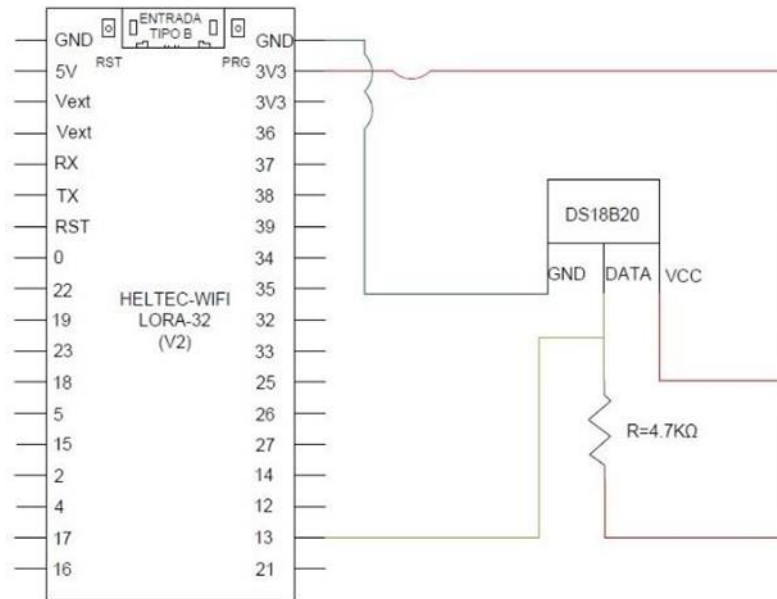 ENTRADA
TIPO B
RST
PRG
GND
5V
Vext
Vext
RX
TX
RST
0
22
19
23
18
5
15
2
4
17
16
HELTEC-WIFI
LORA-32
(V2)
GND
3V3
3V3
36
37
38
39
34
35
32
33
25
26
27
14
12
13
21
DS18B20
GND DATA VCC
R=4.7KΩ